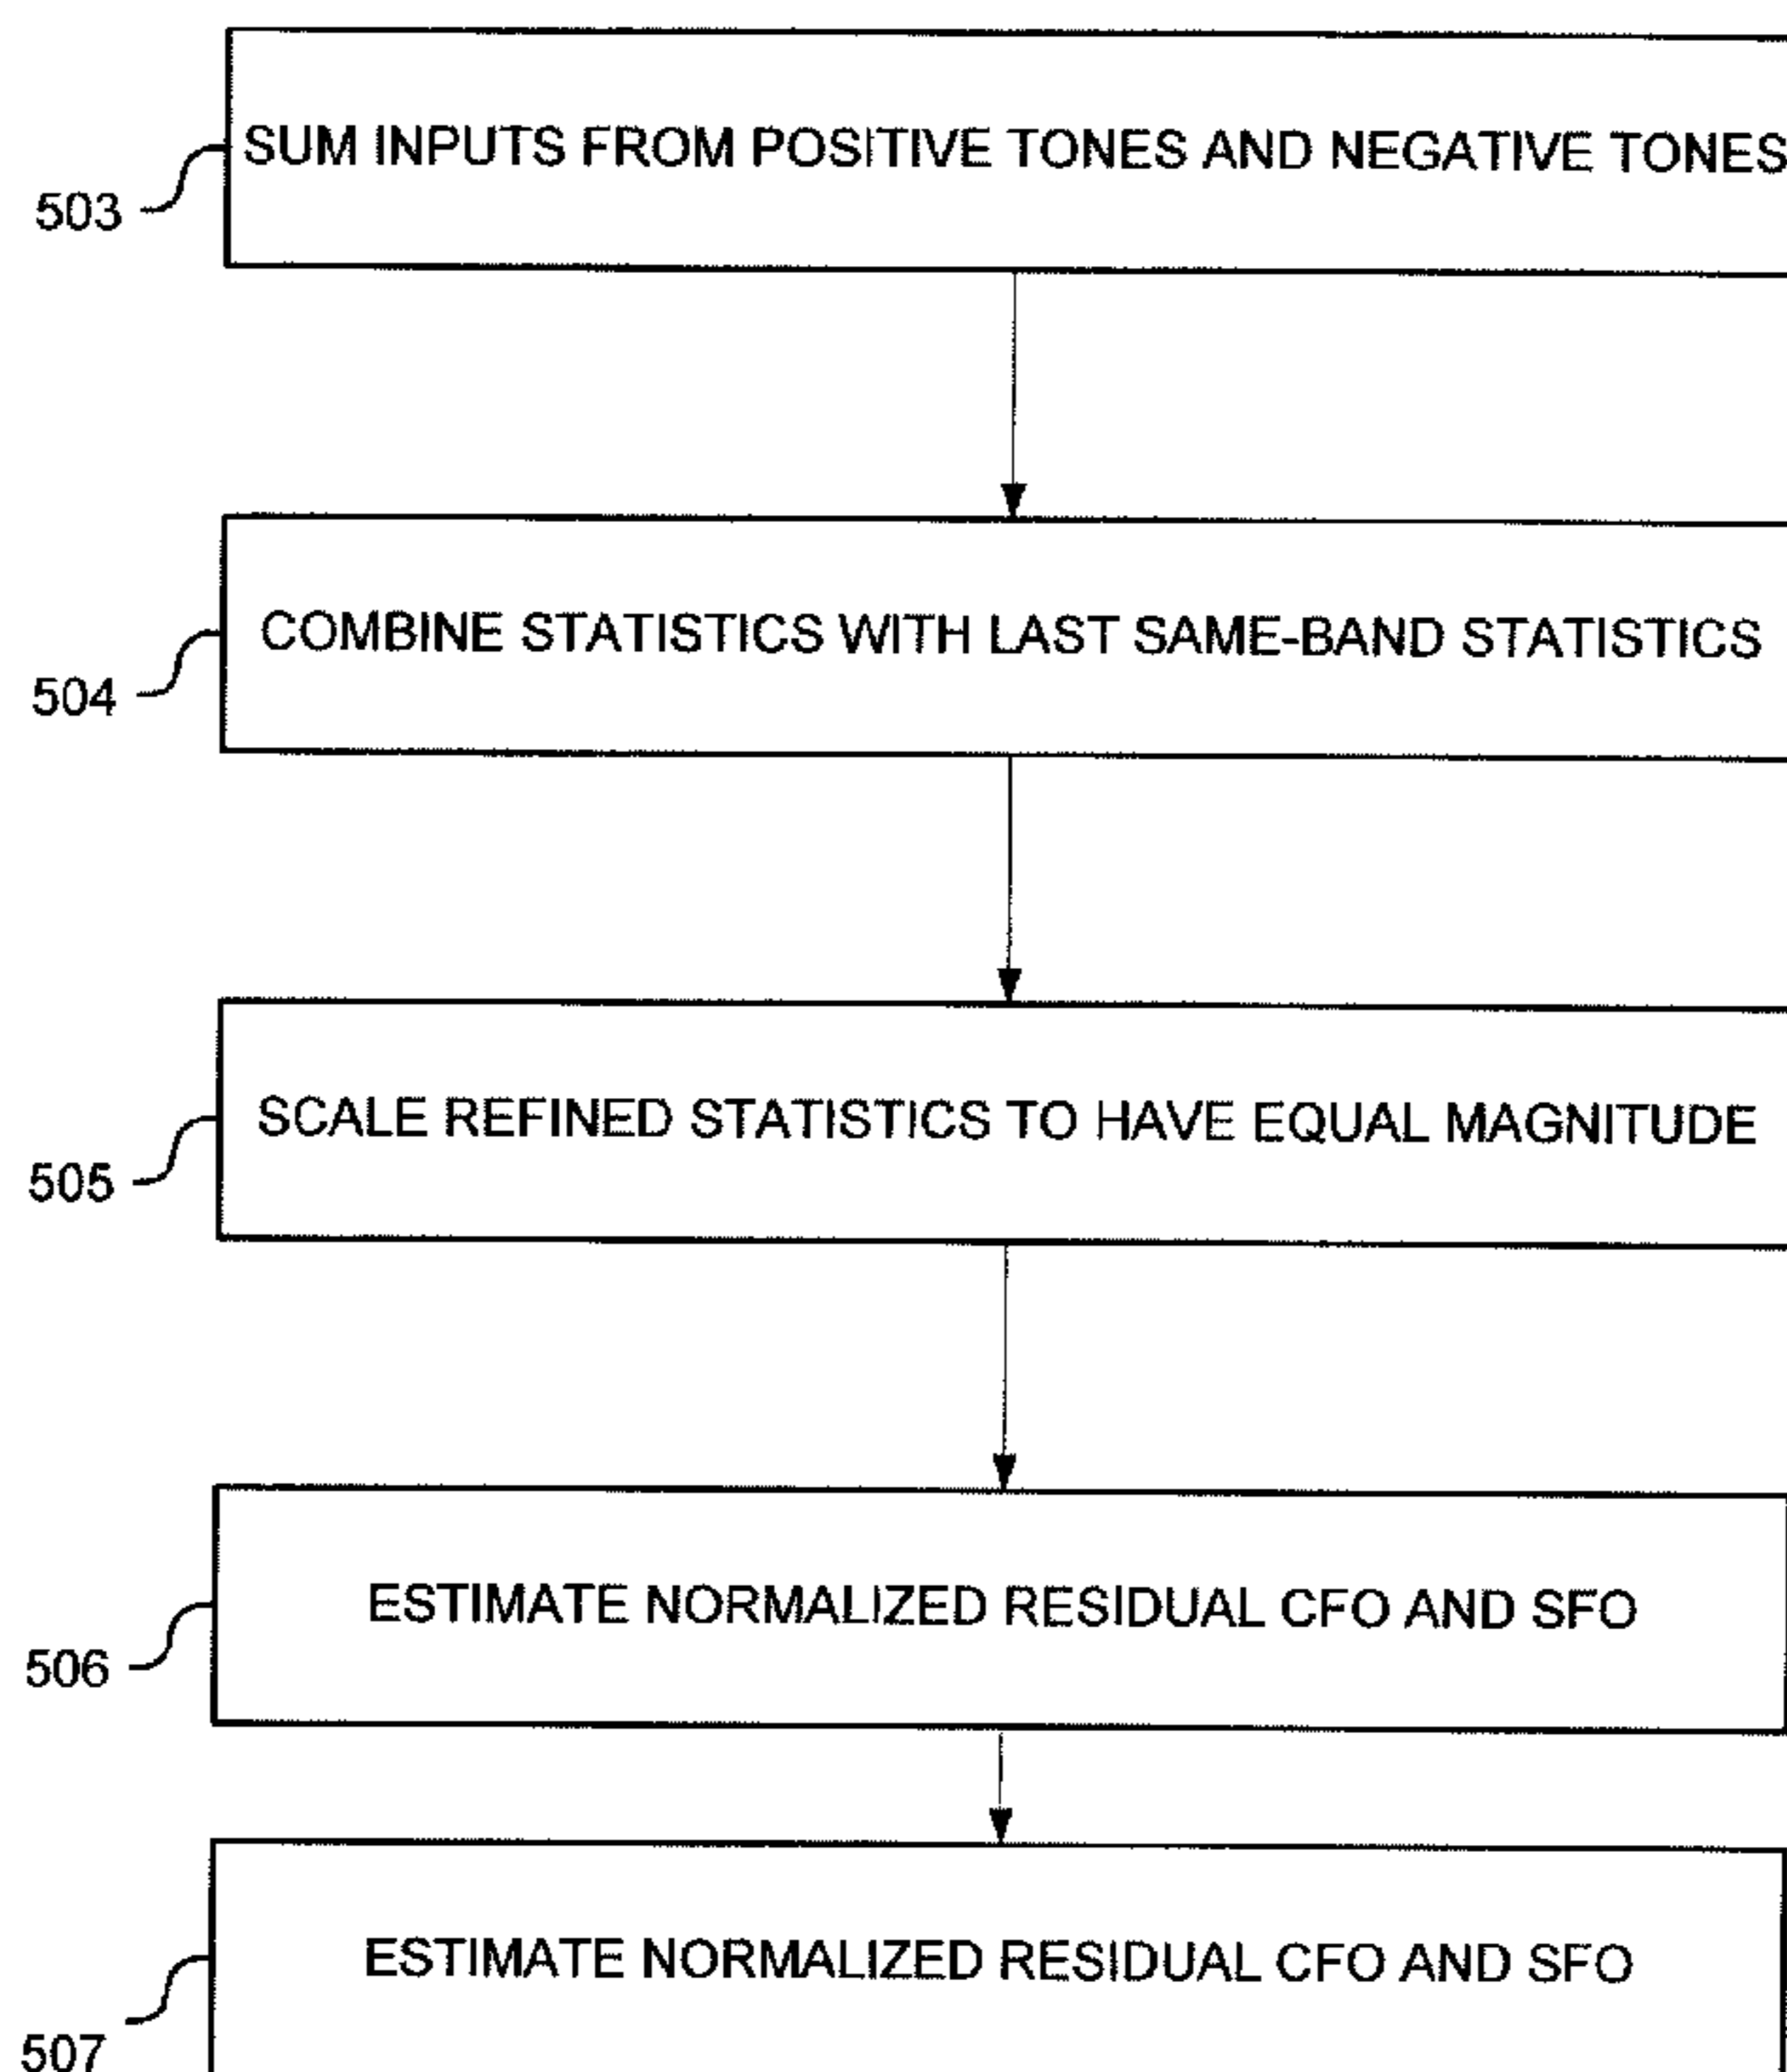 SUM INPUTS FROM POSITIVE TONES AND NEGATIVE TONES
503
COMBINE STATISTICS WITH LAST SAME-BAND STATISTICS
504
SCALE REFINED STATISTICS TO HAVE EQUAL MAGNITUDE
505
ESTIMATE NORMALIZED RESIDUAL CFO AND SFO
506
ESTIMATE NORMALIZED RESIDUAL CFO AND SFO
507